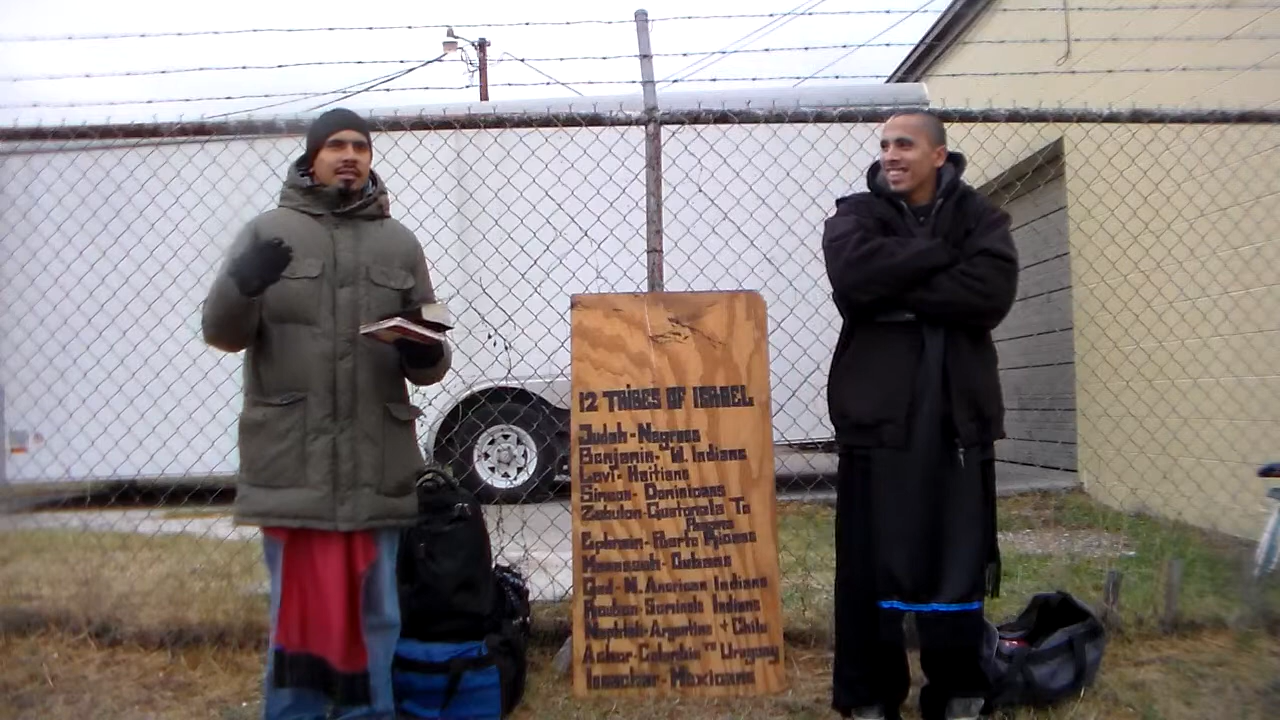 12 TRIBES OF ISRAEL
Judah - Negroes
Benjamin - W. Indians
Levi - Haitians
Simeon - Dominicans
Zebulon - Guatemala To
Panama
Ephraim - Puerto Ricans
Manasseh - Cubans
Gad - N. American Indians
Reuben - Seminole Indians
Naphtali - Argentina + Chile
Asher - Colombia To Uruguay
Issachar - Mexicans